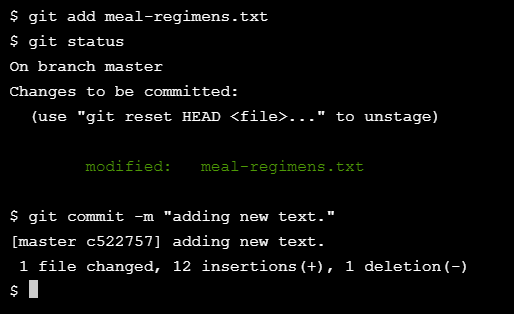 $ git add meal-regimens.txt
$ git status
On branch master
Changes to be committed:
  (use "git reset HEAD <file>..." to unstage)
        modified:   meal-regimens.txt
$ git commit -m "adding new text."
[master c522757] adding new text.
 1 file changed, 12 insertions(+), 1 deletion(-)
$